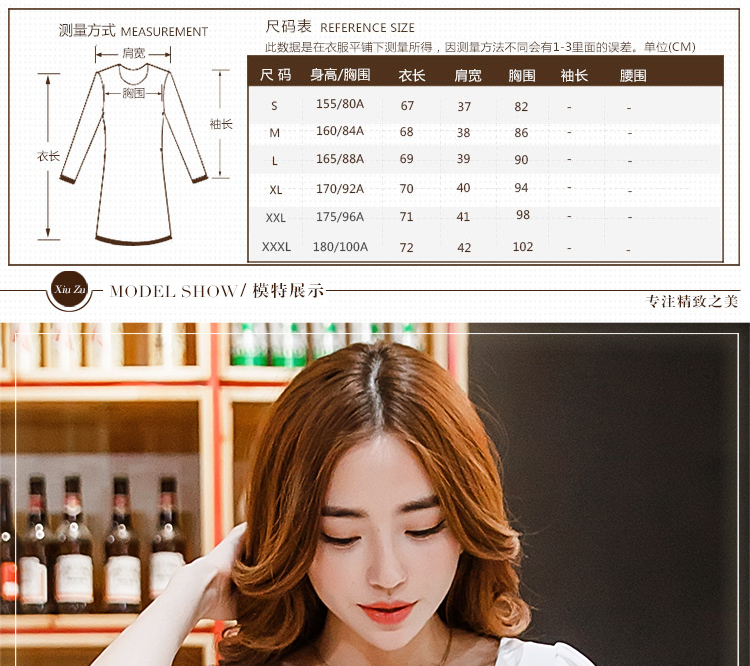 测量方式 MEASUREMENT
肩宽
胸围
袖长
衣长
尺码表 REFERENCE SIZE
此数据是在衣服平铺下测量所得，因测量方法不同会有1-3里面的误差。单位(CM)
尺 码 身高/胸围 衣长 肩宽 胸围 袖长 腰围
S 155/80A 67 37 82 - -
M 160/84A 68 38 86 - -
L 165/88A 69 39 90 - -
XL 170/92A 70 40 94 - -
XXL 175/96A 71 41 98 - -
XXXL 180/100A 72 42 102 - -
Xiu Zu
MODEL SHOW/ 模特展示
专注精致之美